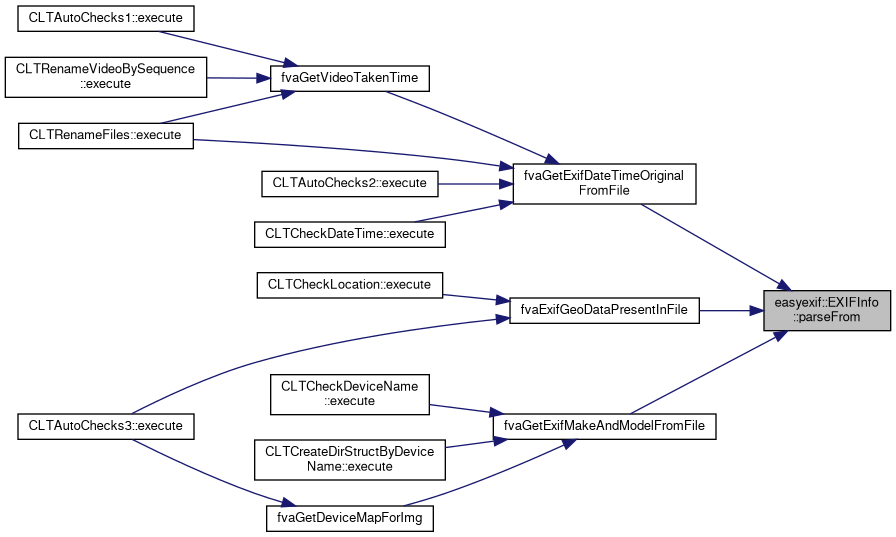 CLTAutoChecks1::execute
CLTRenameVideoBySequence
::execute
fvaGetVideoTakenTime
CLTRenameFiles::execute
CLTAutoChecks2::execute
fvaGetExifDateTimeOriginal
FromFile
CLTCheckDateTime::execute
CLTCheckLocation::execute
fvaExifGeoDataPresentInFile
easyexif::EXIFInfo
::parseFrom
CLTCheckDeviceName
::execute
CLTAutoChecks3::execute
fvaGetExifMakeAndModelFromFile
CLTCreateDirStructByDevice
Name::execute
fvaGetDeviceMapForImg